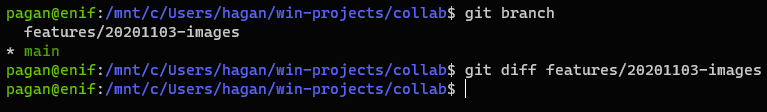 pagan@enif:/mnt/c/Users/hagan/win-projects/collab$ git branch
  features/20201103-images
* main
pagan@enif:/mnt/c/Users/hagan/win-projects/collab$ git diff features/20201103-images
pagan@enif:/mnt/c/Users/hagan/win-projects/collab$